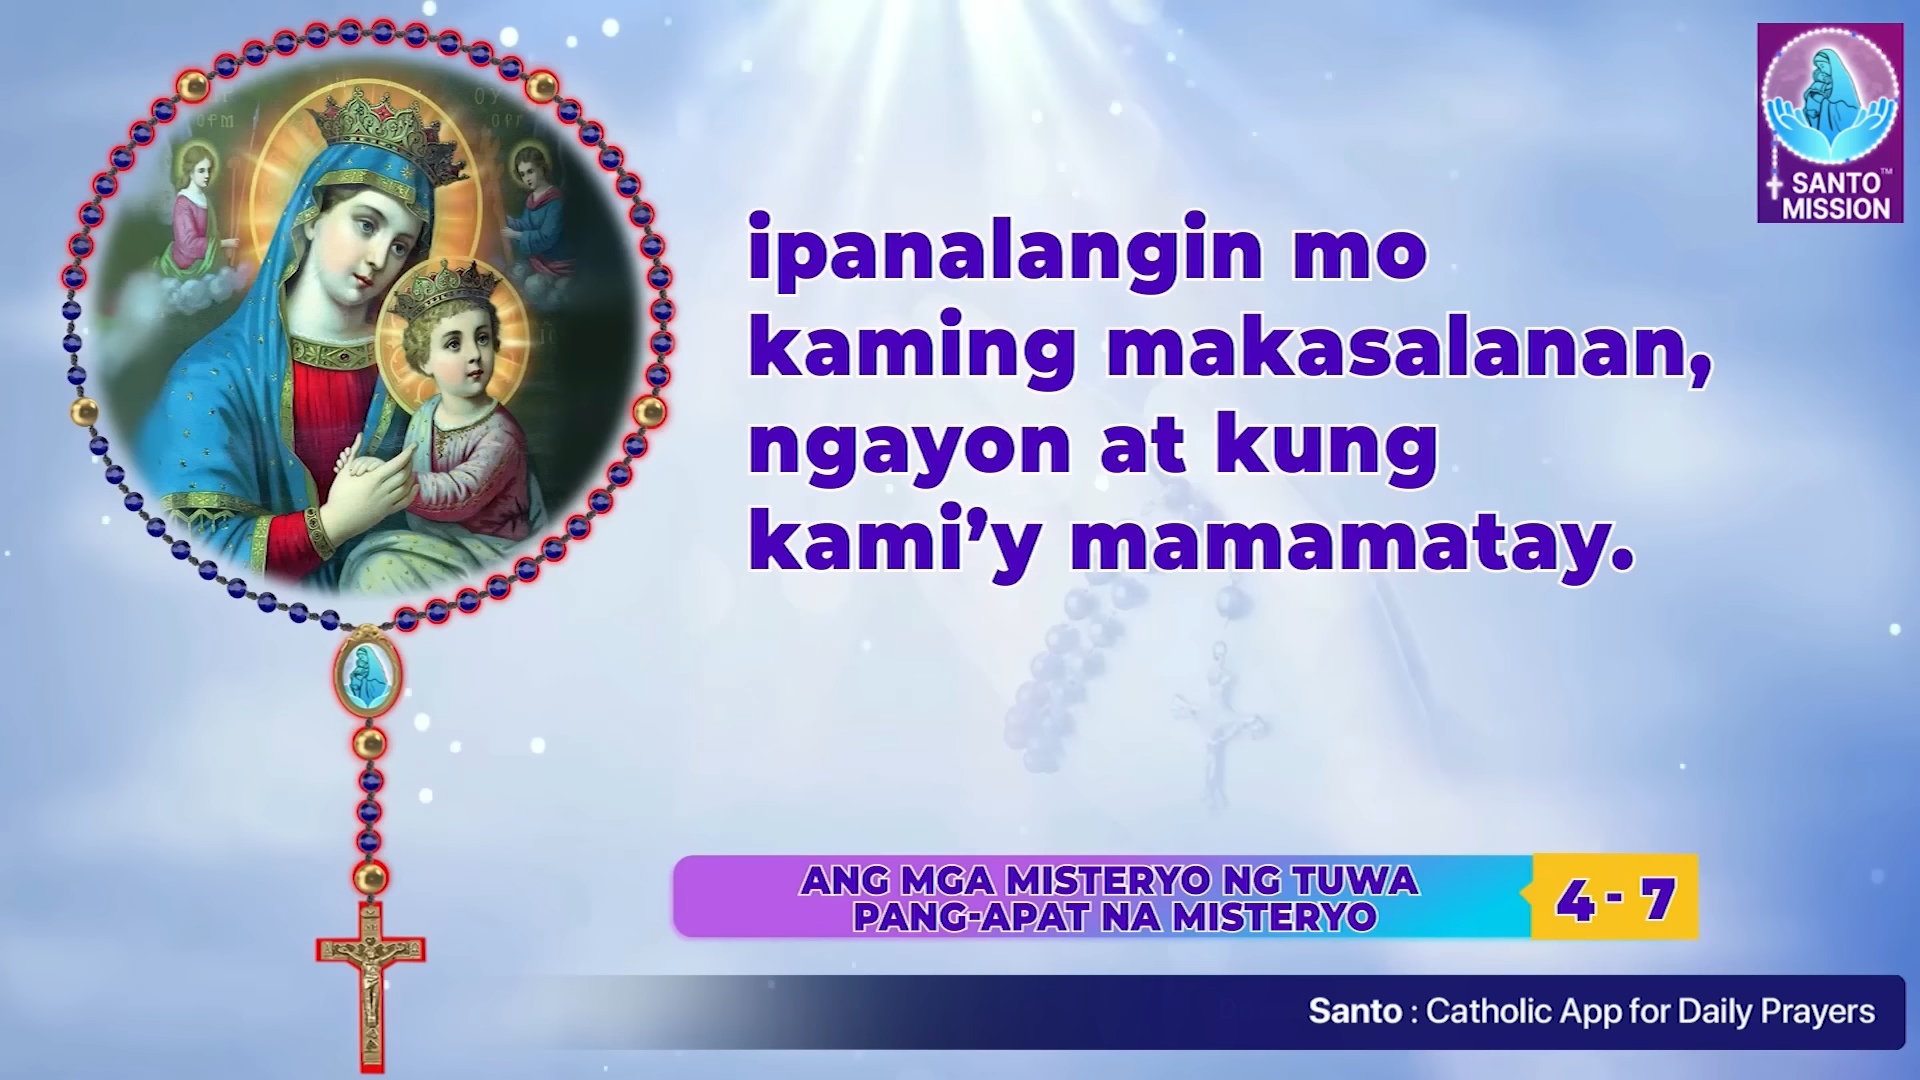 ipanalangin mo
kaming makasalanan,
ngayon at kung
kami’y mamamatay.
SANTO™
MISSION
ANG MGA MISTERYO NG TUWA
PANG-APAT NA MISTERYO
4 - 7
Santo : Catholic App for Daily Prayers